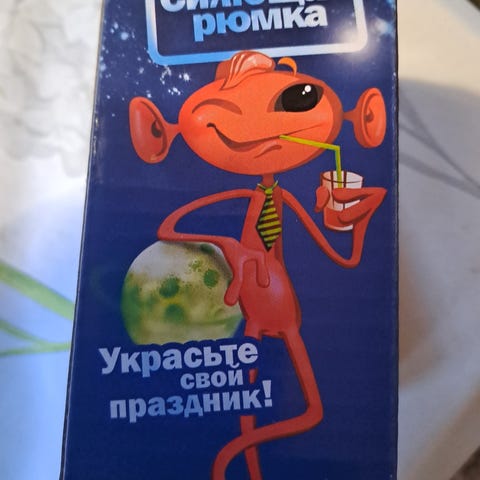 рюмка
Украсьте
свой
праздник!